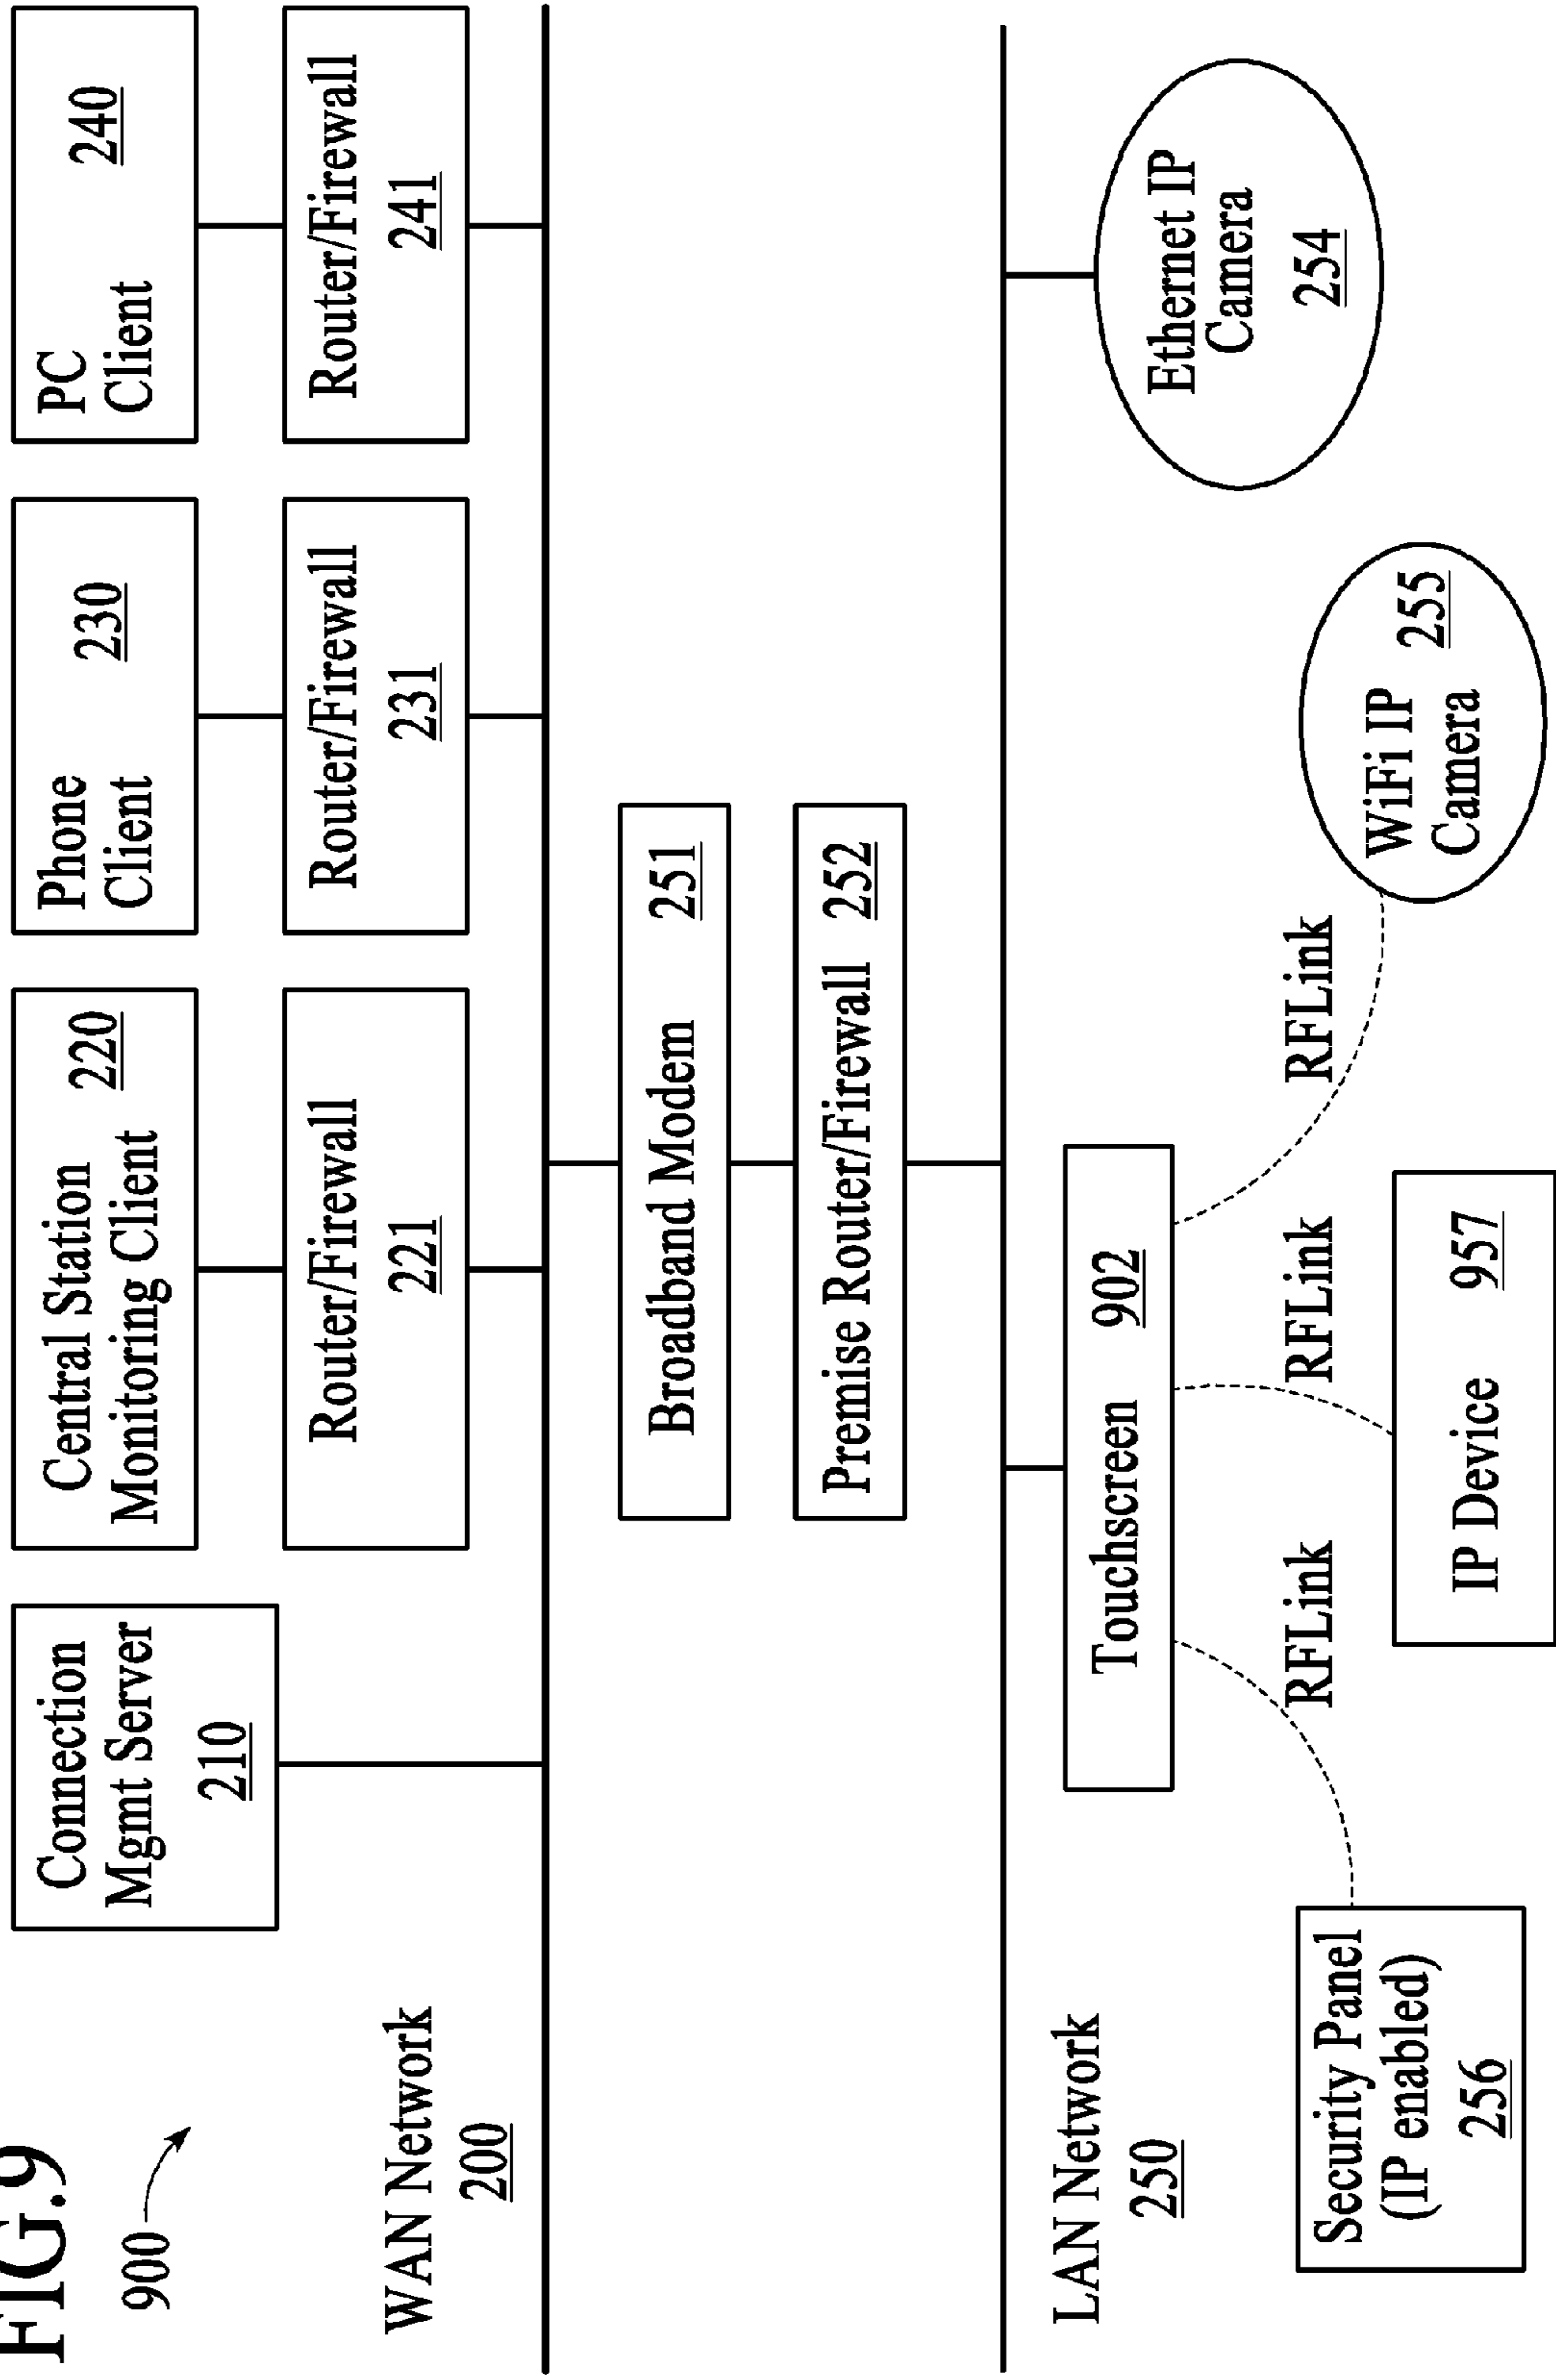 FIG.9
900
Connection
Mgmt Server
210
Central Station
Monitoring Client
220
Phone
Client
230
PC
Client
240
Router/Firewall
221
Router/Firewall
231
Router/Firewall
241
WAN Network
200
Broadband Modem 251
Premise Router/Firewall 252
LAN Network
250
Touchscreen 902
Ethernet IP
Camera
254
RFLink
RFLink
RFLink
Security Panel
(IP enabled)
256
IP Device 957
WiFi IP
Camera
255